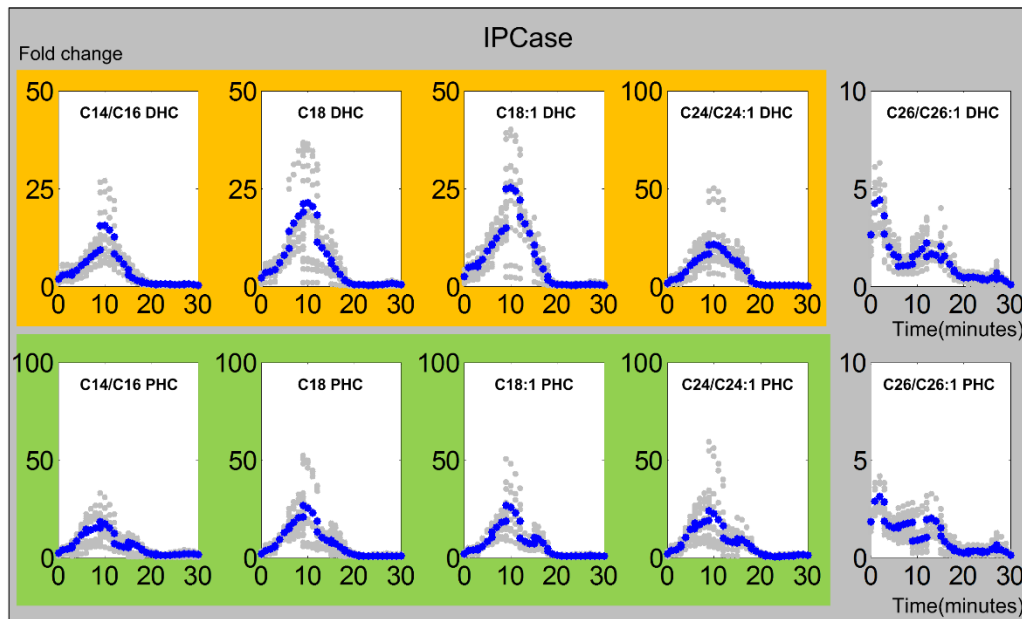 IPCase
Fold change
50 50 50 100 10
C14/C16 DHC C18 DHC C18:1 DHC C24/C24:1 DHC C26/C26:1 DHC
25 25 25 50 5
0 0 0 0 0
0 10 20 30 0 10 20 30 0 10 20 30 0 10 20 30 0 10 20 30
Time(minutes)
100 100 100 100 10
C14/C16 PHC C18 PHC C18:1 PHC C24/C24:1 PHC C26/C26:1 PHC
50 50 50 50 5
0 0 0 0 0
0 10 20 30 0 10 20 30 0 10 20 30 0 10 20 30 0 10 20 30
Time(minutes)